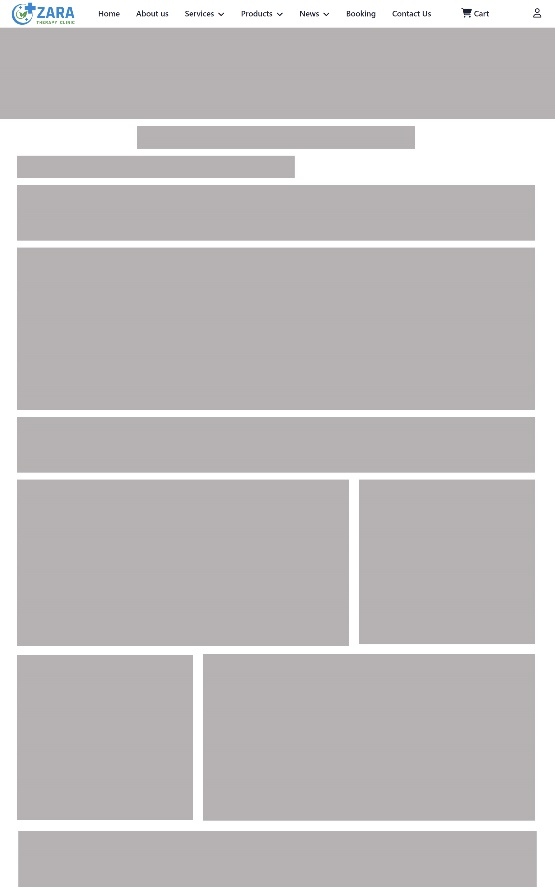 ZARA
THERAPY CLINIC
Home About us Services Products News Booking Contact Us Cart